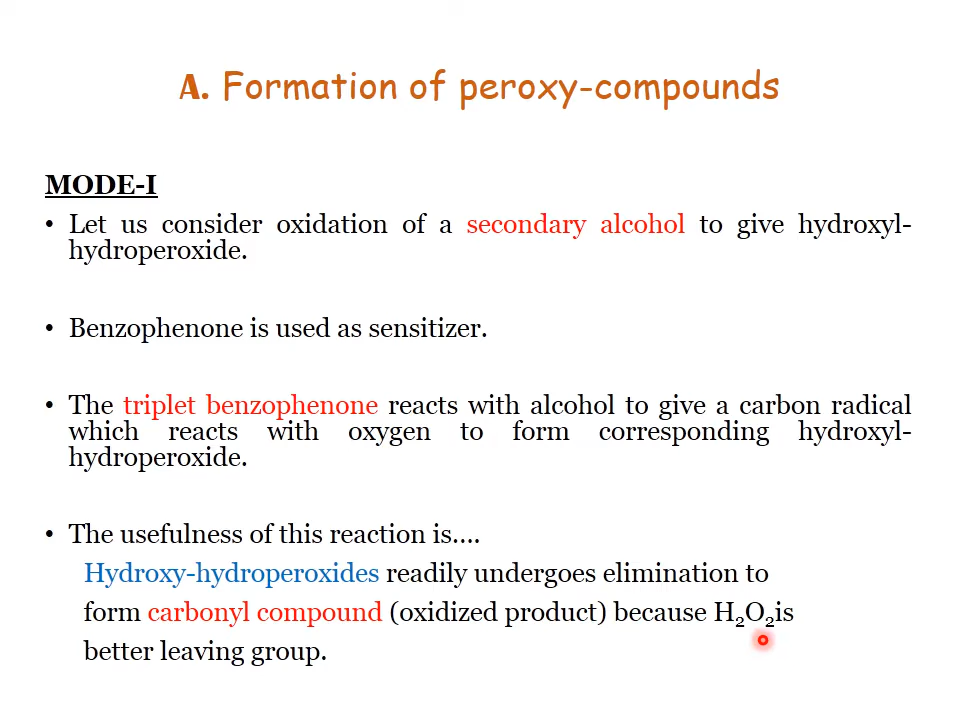 A. Formation of peroxy-compounds
MODE-I
• Let us consider oxidation of a secondary alcohol to give hydroxyl-
hydroperoxide.
• Benzophenone is used as sensitizer.
• The triplet benzophenone reacts with alcohol to give a carbon radical
which reacts with oxygen to form corresponding hydroxyl-
hydroperoxide.
• The usefulness of this reaction is....
Hydroxy-hydroperoxides readily undergoes elimination to
form carbonyl compound (oxidized product) because H₂O₂is
better leaving group.